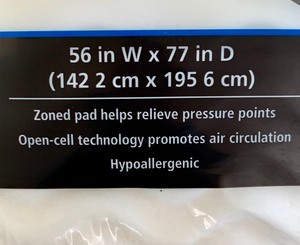 56 in W x 77 in D
(142 2 cm x 195 6 cm)
Zoned pad helps relieve pressure points
Open-cell technology promotes air circulation
Hypoallergenic